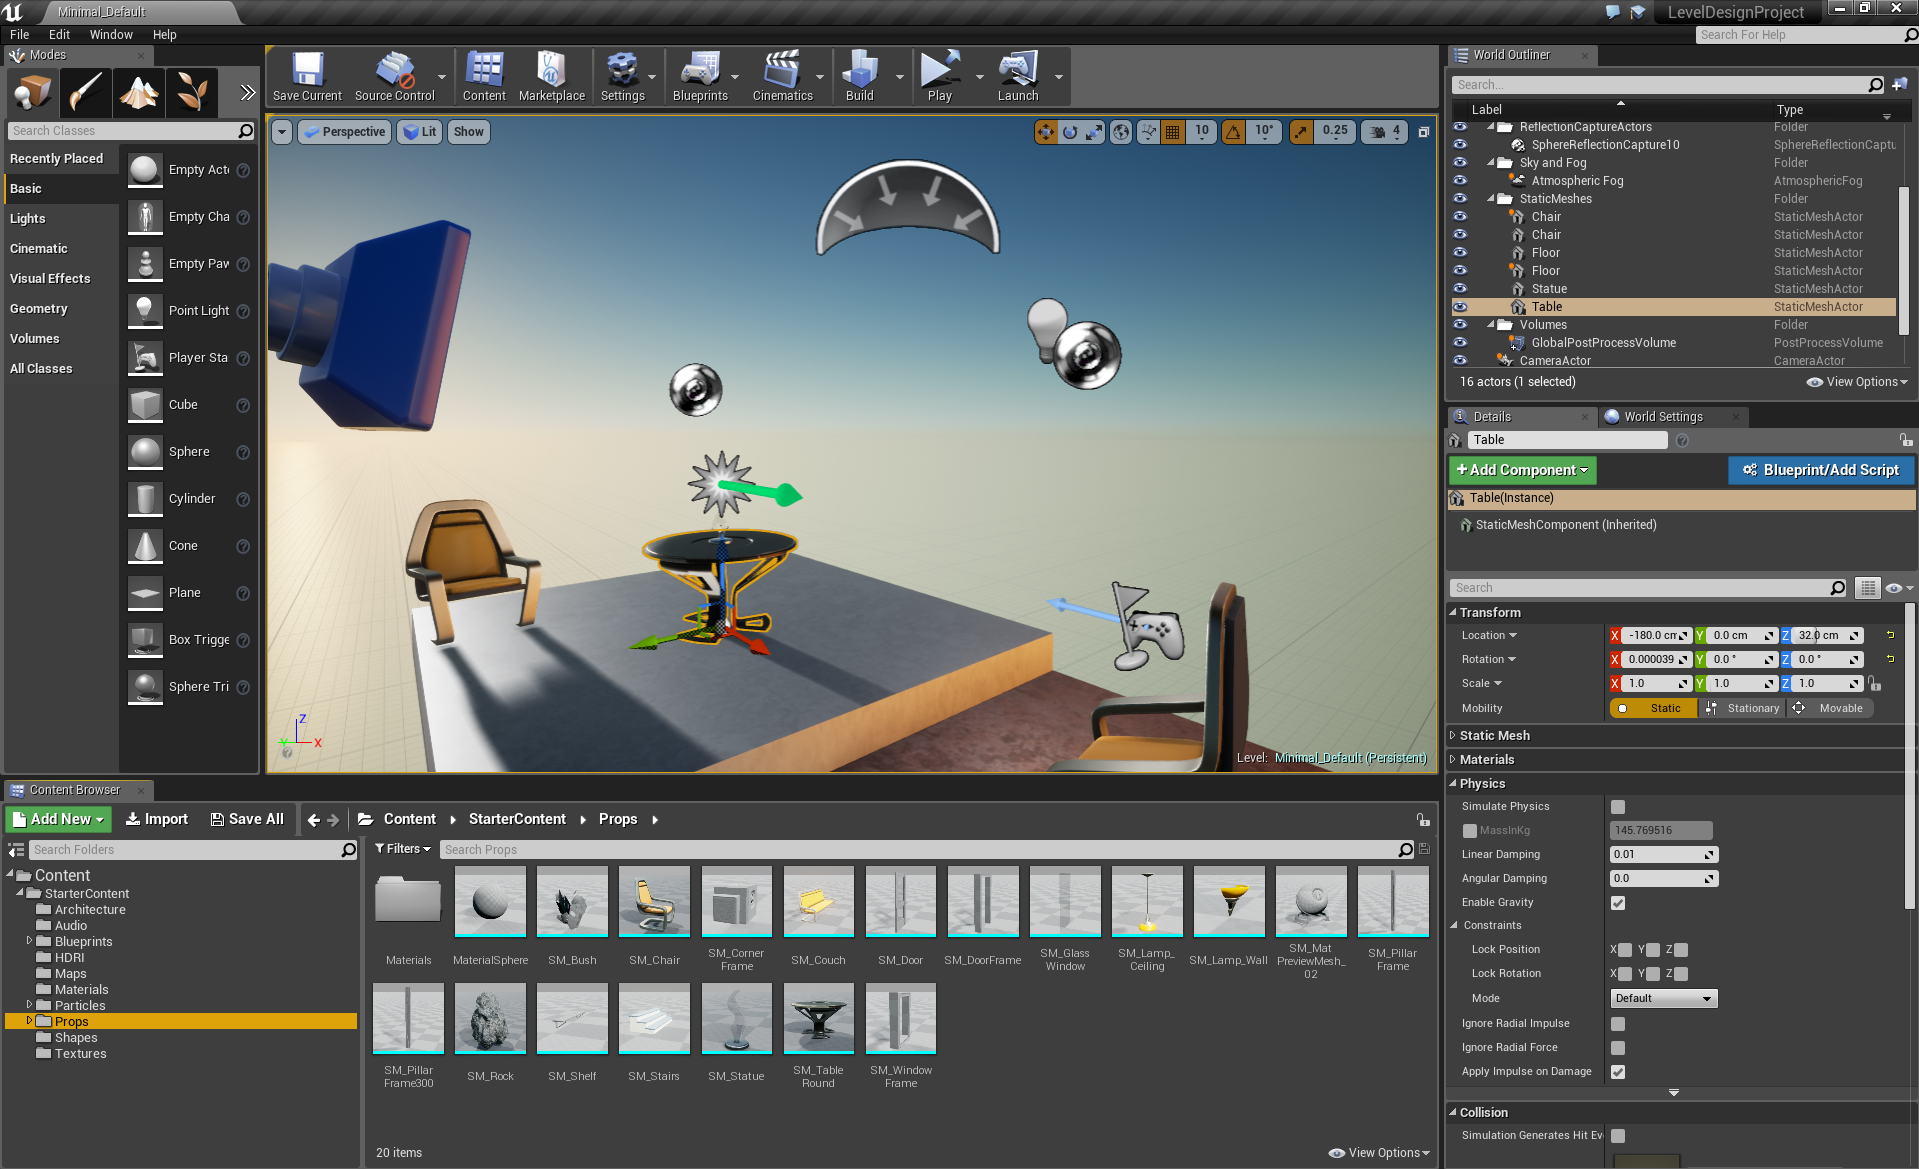 Minimal_Default
LevelDesignProject
File Edit Window Help
Search For Help
Modes
Search Classes
Recently Placed
Basic
Lights
Cinematic
Visual Effects
Geometry
Volumes
All Classes
Empty Acto
Empty Cha
Empty Paw
Point Light
Player Sta
Cube
Sphere
Cylinder
Cone
Plane
Box Trigge
Sphere Tri
Save Current
Source Control
Content
Marketplace
Settings
Blueprints
Cinematics
Build
Play
Launch
Perspective
Lit
Show
10
10°
0.25
4
Z
Y
X
Level: Minimal_Default (Persistent)
World Outliner
Search...
Label Type
ReflectionCaptureActors Folder
SphereReflectionCapture10 SphereReflectionCaptu
Sky and Fog Folder
Atmospheric Fog AtmosphericFog
StaticMeshes Folder
Chair StaticMeshActor
Chair StaticMeshActor
Floor StaticMeshActor
Floor StaticMeshActor
Statue StaticMeshActor
Table StaticMeshActor
Volumes Folder
GlobalPostProcessVolume PostProcessVolume
CameraActor CameraActor
16 actors (1 selected)
View Options
Details
World Settings
Table
+Add Component
Blueprint/Add Script
Table(Instance)
StaticMeshComponent (Inherited)
Search
Transform
Location X -180.0 cm Y 0.0 cm Z 32.0 cm
Rotation X 0.000039 Y 0.0 ° Z 0.0 °
Scale X 1.0 Y 1.0 Z 1.0
Mobility Static Stationary Movable
Static Mesh
Materials
Physics
Simulate Physics
MassInKg 145.769516
Linear Damping 0.01
Angular Damping 0.0
Enable Gravity
Constraints
Lock Position X Y Z
Lock Rotation X Y Z
Mode Default
Ignore Radial Impulse
Ignore Radial Force
Apply Impulse on Damage
Collision
Simulation Generates Hit Ev
Content Browser
Add New
Import
Save All
Content
StarterContent
Props
Search Folders
Filters
Search Props
Content
StarterContent
Architecture
Audio
Blueprints
HDRI
Maps
Materials
Particles
Props
Shapes
Textures
Materials
MaterialSphere
SM_Bush
SM_Chair
SM_Corner
Frame
SM_Couch
SM_Door
SM_DoorFrame
SM_Glass
Window
SM_Lamp_
Ceiling
SM_Lamp_Wall
SM_Mat
PreviewMesh_
02
SM_Pillar
Frame
SM_Pillar
Frame300
SM_Rock
SM_Shelf
SM_Stairs
SM_Statue
SM_Table
Round
SM_Window
Frame
20 items
View Options